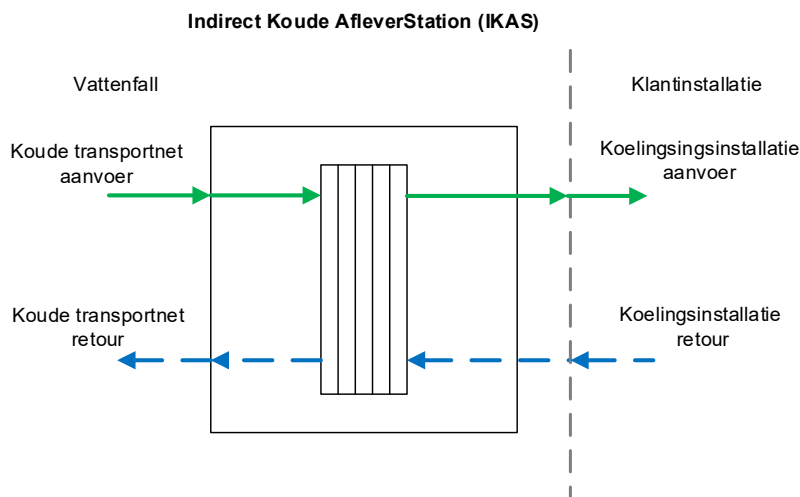 Indirect Koude AfleverStation (IKAS)
Vattenfall
Klantinstallatie
Koude transportnet
aanvoer
Koelingsingsinstallatie
aanvoer
Koude transportnet
retour
Koelingsinstallatie
retour